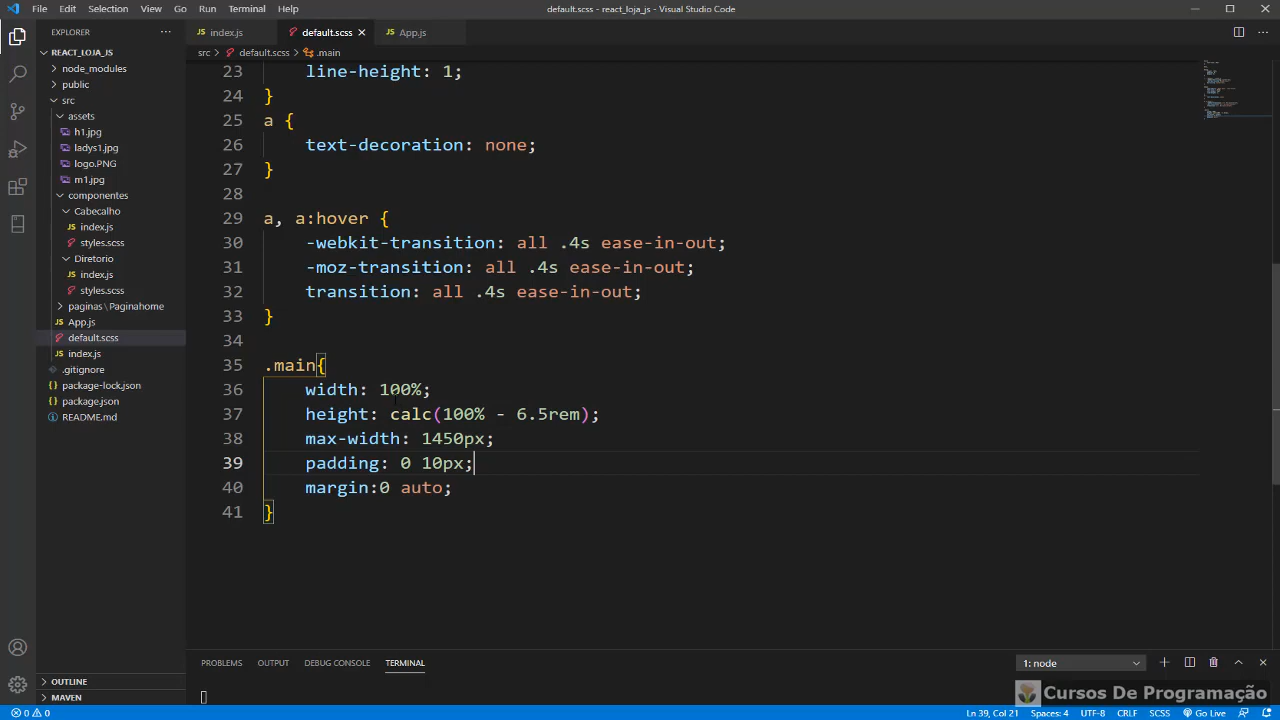 File Edit Selection View Go Run Terminal Help
default.scss - react_loja_js - Visual Studio Code
EXPLORER
index.js
default.scss
App.js
REACT_LOJA_JS
src > default.scss > .main
node_modules
public
src
assets
h1.jpg
ladys1.jpg
logo.PNG
m1.jpg
componentes
Cabecalho
index.js
styles.scss
Diretorio
index.js
styles.scss
paginas \ Paginahome
App.js
default.scss
index.js
.gitignore
package-lock.json
package.json
README.md
OUTLINE
MAVEN
23 line-height: 1;
24 }
25 a {
26 text-decoration: none;
27 }
28
29 a, a:hover {
30 -webkit-transition: all .4s ease-in-out;
31 -moz-transition: all .4s ease-in-out;
32 transition: all .4s ease-in-out;
33 }
34
35 .main{
36 width: 100%;
37 height: calc(100% - 6.5rem);
38 max-width: 1450px;
39 padding: 0 10px;
40 margin:0 auto;
41 }
PROBLEMS OUTPUT DEBUG CONSOLE TERMINAL
1: node
Cursos De Programação
0 0
Ln 39, Col 21 Spaces: 4 UTF-8 CRLF SCSS Go Live